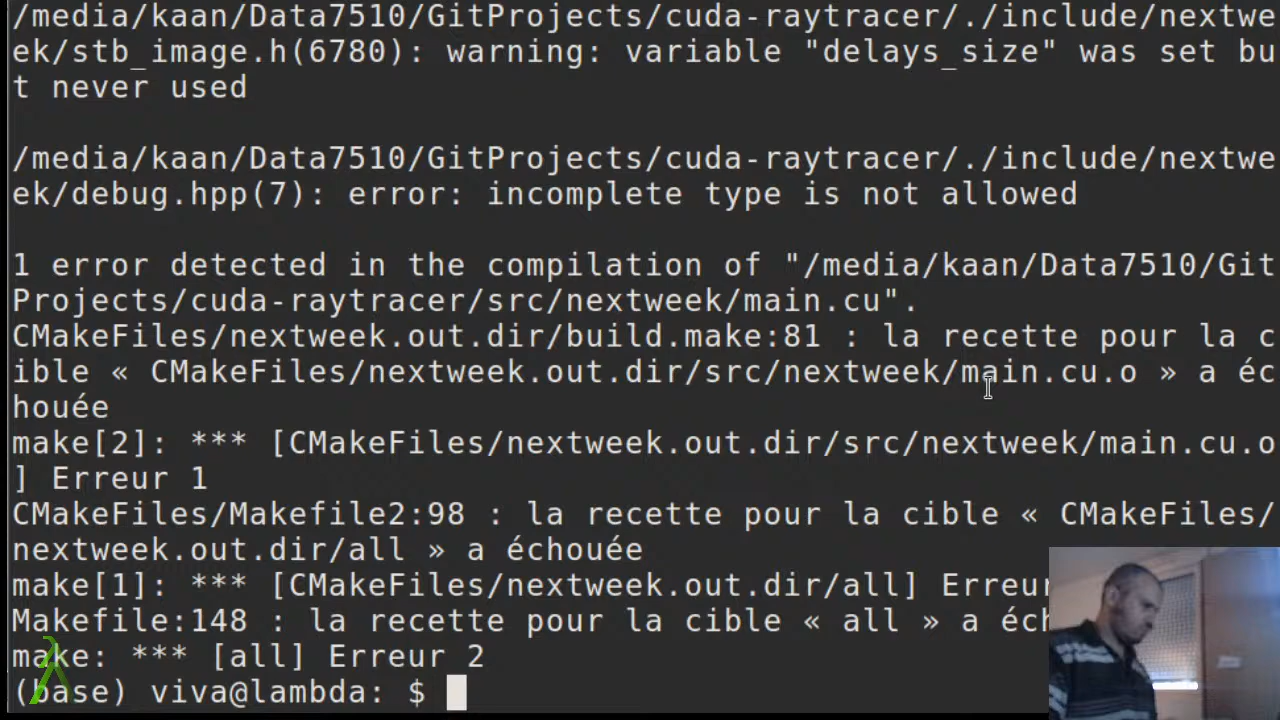 /media/kaan/Data7510/GitProjects/cuda-raytracer/./include/nextwe
ek/stb_image.h(6780): warning: variable "delays_size" was set bu
t never used
/media/kaan/Data7510/GitProjects/cuda-raytracer/./include/nextwe
ek/debug.hpp(7): error: incomplete type is not allowed
1 error detected in the compilation of "/media/kaan/Data7510/Git
Projects/cuda-raytracer/src/nextweek/main.cu".
CMakeFiles/nextweek.out.dir/build.make:81 : la recette pour la c
ible « CMakeFiles/nextweek.out.dir/src/nextweek/main.cu.o » a éc
houée
make[2]: *** [CMakeFiles/nextweek.out.dir/src/nextweek/main.cu.o
] Erreur 1
CMakeFiles/Makefile2:98 : la recette pour la cible « CMakeFiles/
nextweek.out.dir/all » a échouée
make[1]: *** [CMakeFiles/nextweek.out.dir/all] Erreur
Makefile:148 : la recette pour la cible « all » a éch
make: *** [all] Erreur 2
(base) viva@lambda: $